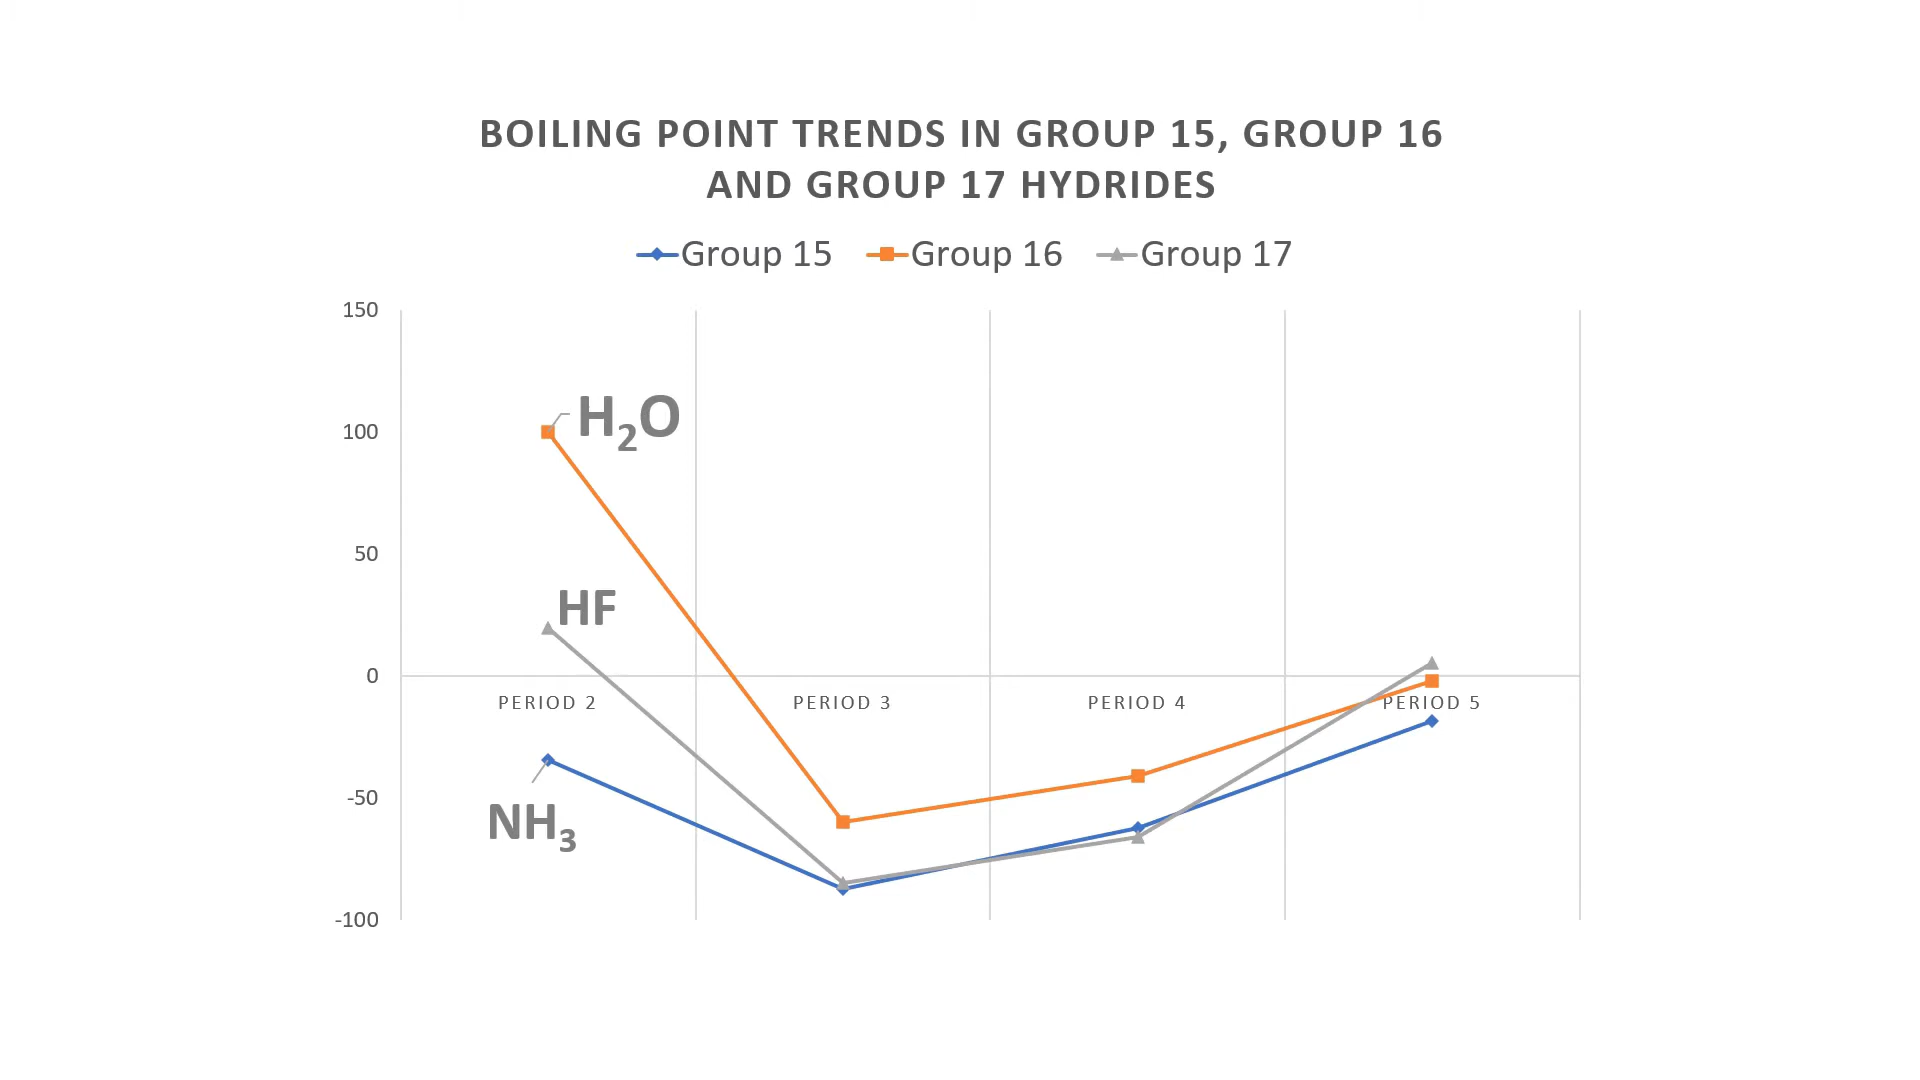 BOILING POINT TRENDS IN GROUP 15, GROUP 16
AND GROUP 17 HYDRIDES
Group 15 Group 16 Group 17
150
H₂O
100
50
HF
0
PERIOD 2 PERIOD 3 PERIOD 4 PERIOD 5
-50
NH₃
-100